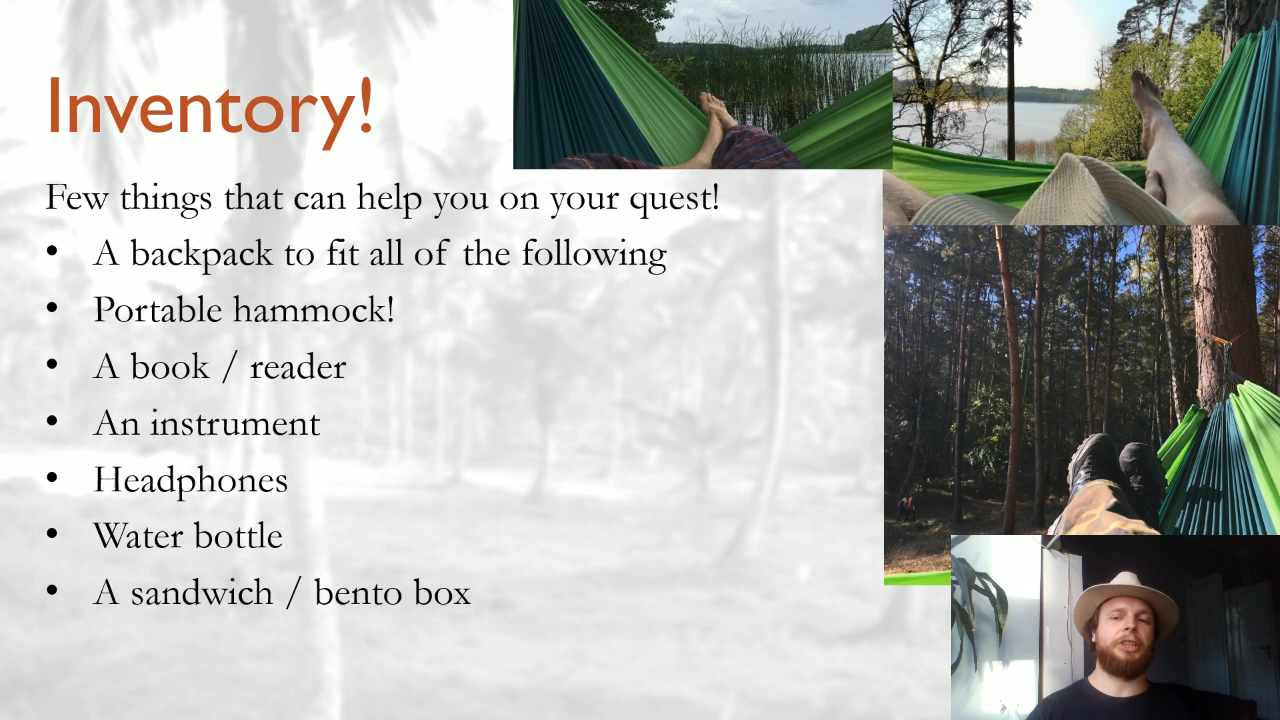 Inventory!
Few things that can help you on your quest!
• A backpack to fit all of the following
• Portable hammock!
• A book / reader
• An instrument
• Headphones
• Water bottle
• A sandwich / bento box